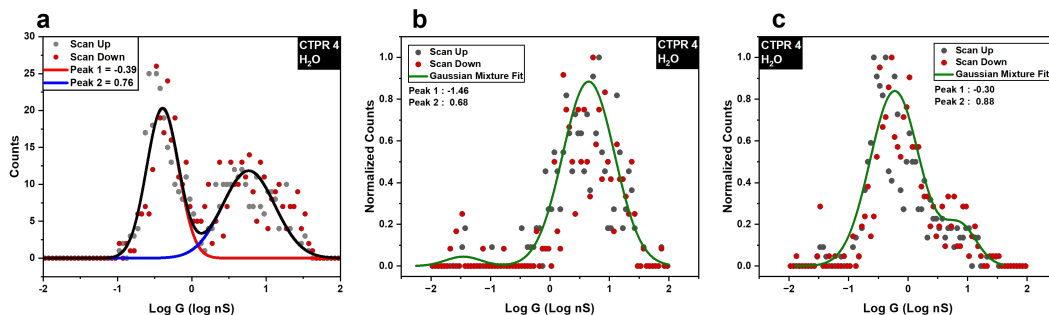 a
30
25
20
15
10
5
0
Counts
−2
−1
0
1
2
Log G (log nS)
Scan Up
Scan Down
Peak 1 = -0.39
Peak 2 = 0.76
CTPR 4
H2O
b
1.0
0.8
0.6
0.4
0.2
0.0
Normalized Counts
−2
−1
0
1
2
Log G (Log nS)
Scan Up
Scan Down
Gaussian Mixture Fit
Peak 1 : -1.46
Peak 2 : 0.68
CTPR 4
H2O
c
1.0
0.8
0.6
0.4
0.2
0.0
Normalized Counts
−2
−1
0
1
2
Log G (Log nS)
CTPR 4
H2O
Scan Up
Scan Down
Gaussian Mixture Fit
Peak 1 : -0.30
Peak 2 : 0.88